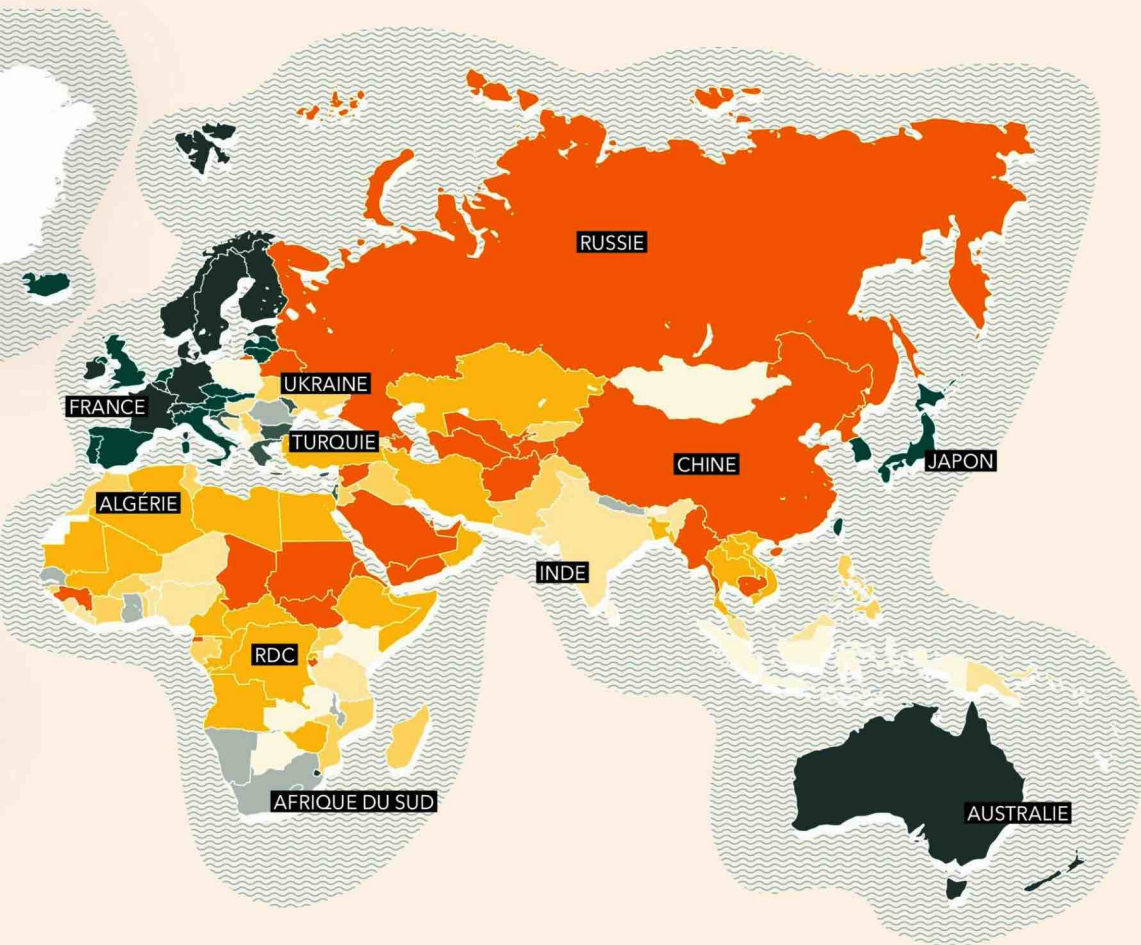 RUSSIE
UKRAINE
FRANCE
TURQUIE
CHINE
JAPON
ALGÉRIE
INDE
RDC
AFRIQUE DU SUD
AUSTRALIE